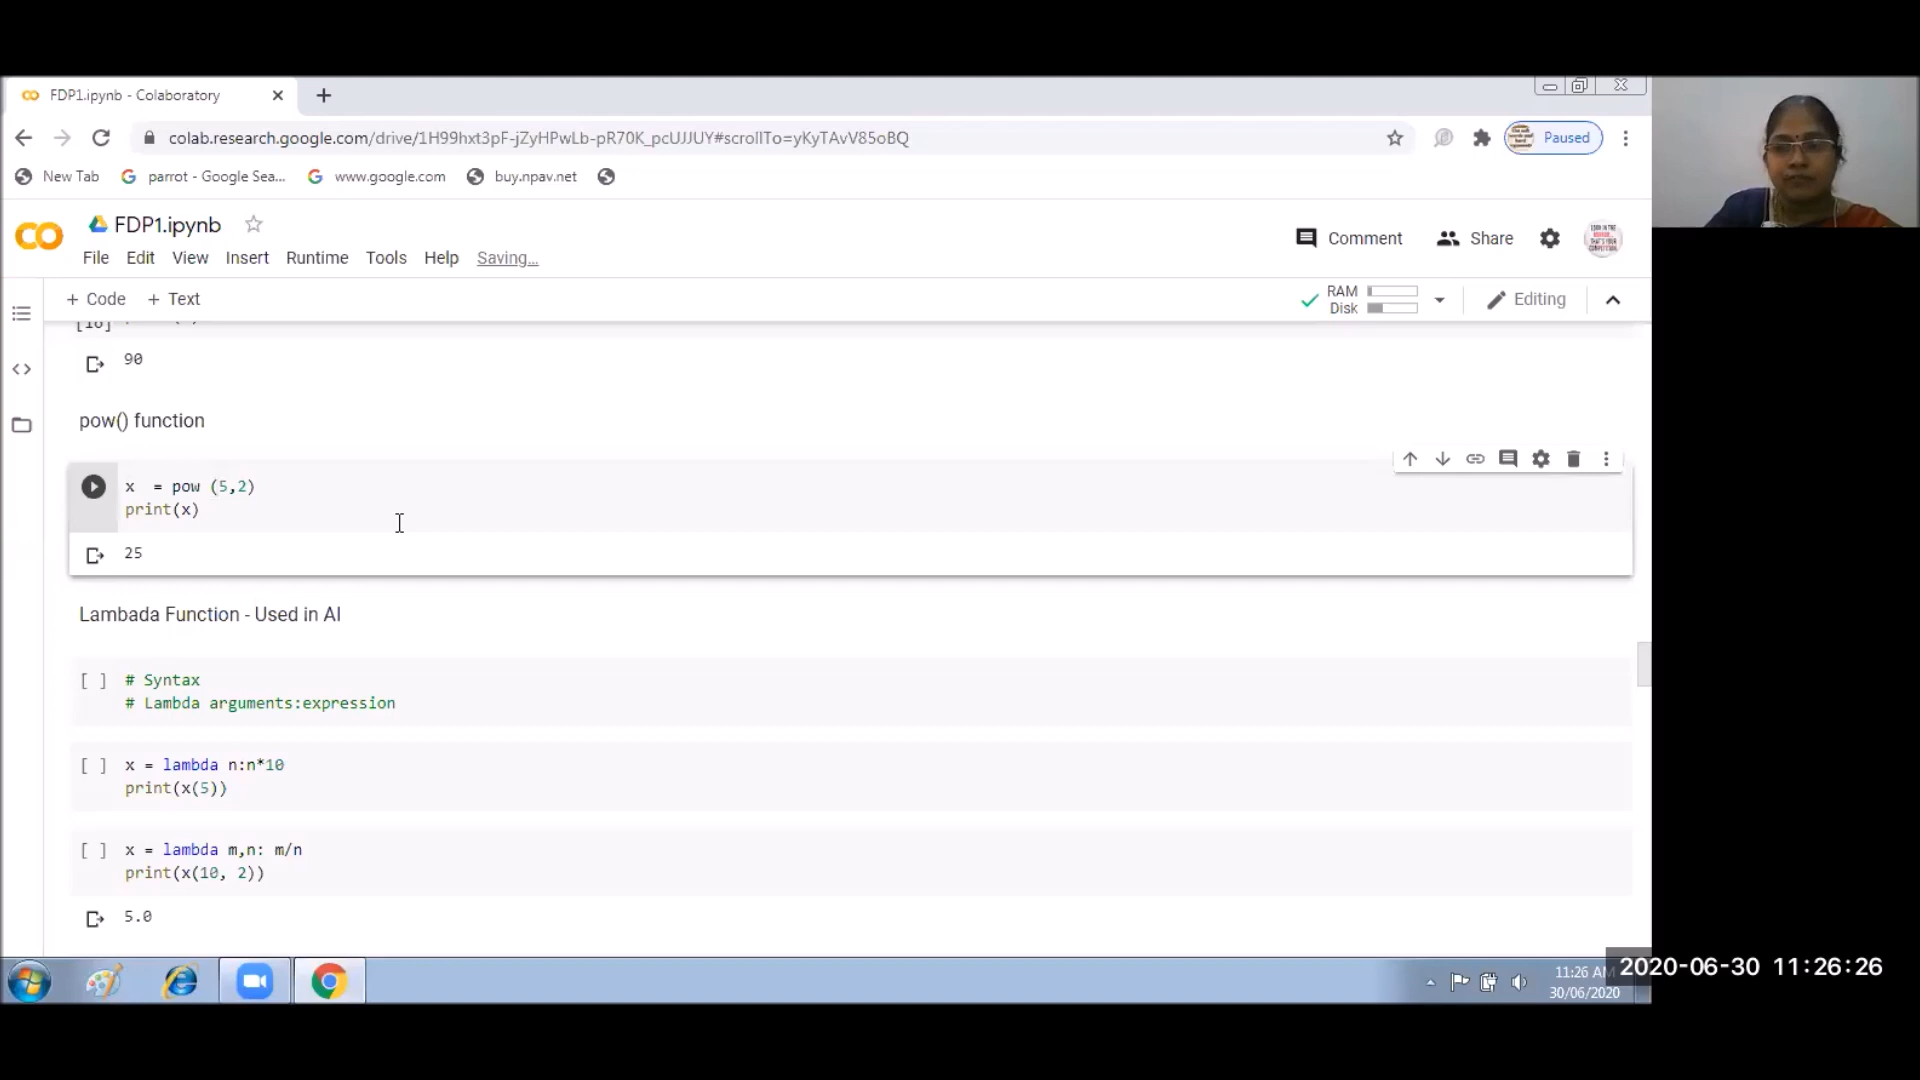 FDP1.ipynb - Colaboratory
colab.research.google.com/drive/1H99hxt3pF-jZyHPwLb-pR70K_pcUJJUY#scrollTo=yKyTAvV85oBQ
Paused
New Tab parrot - Google Sea... www.google.com buy.npav.net
FDP1.ipynb
File Edit View Insert Runtime Tools Help Saving...
Comment Share
+ Code + Text
RAM
Disk
Editing
90
pow() function
x  = pow (5,2)
print(x)
25
Lambada Function - Used in AI
[ ] # Syntax
# Lambda arguments:expression
[ ] x = lambda n:n*10
print(x(5))
[ ] x = lambda m,n: m/n
print(x(10, 2))
5.0
11:26 AM
30/06/2020
2020-06-30 11:26:26